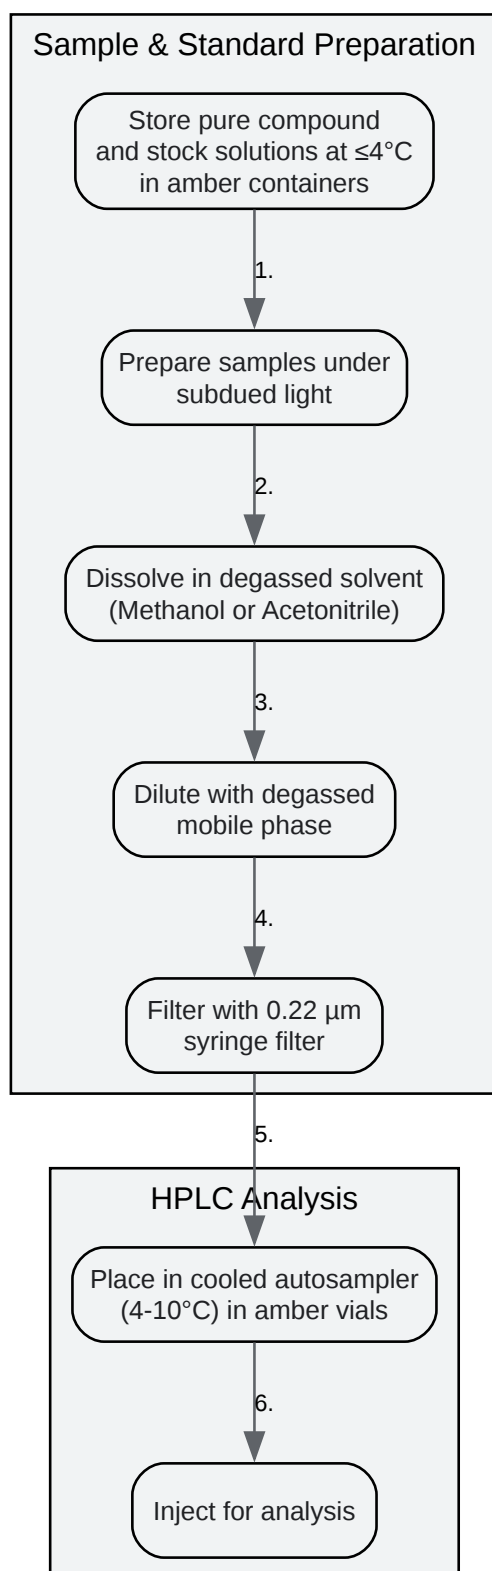 Sample & Standard Preparation
Store pure compound
and stock solutions at ≤4°C
in amber containers
1.
Prepare samples under
subdued light
2.
Dissolve in degassed solvent
(Methanol or Acetonitrile)
3.
Dilute with degassed
mobile phase
4.
Filter with 0.22 µm
syringe filter
5.
HPLC Analysis
Place in cooled autosampler
(4-10°C) in amber vials
6.
Inject for analysis